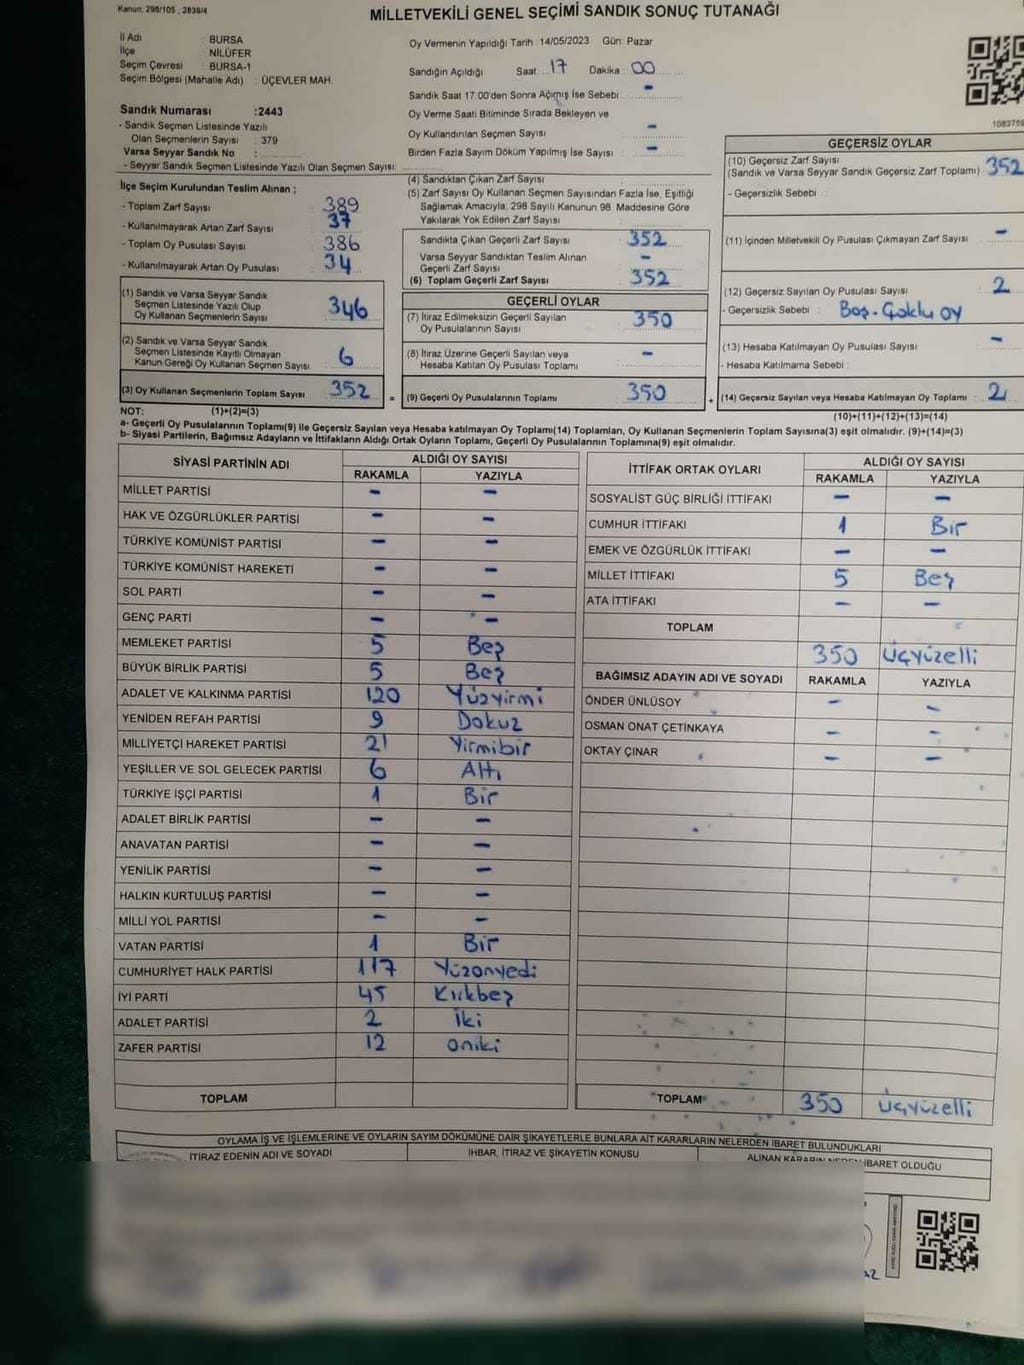 Kanun: 298/105 ; 2839/4
MİLLETVEKİLİ GENEL SEÇİMİ SANDIK SONUÇ TUTANAĞI
İl Adı : BURSA
İlçe : NİLÜFER
Seçim Çevresi : BURSA-1
Seçim Bölgesi (Mahalle Adı) : ÜÇEVLER MAH.
Sandık Numarası :2443
- Sandık Seçmen Listesinde Yazılı
Olan Seçmenlerin Sayısı : 379
Varsa Seyyar Sandık No :
- Seyyar Sandık Seçmen Listesinde Yazılı Olan Seçmen Sayısı:
Oy Vermenin Yapıldığı Tarih :14/05/2023 Gün: Pazar
Sandığın Açıldığı Saat: 17 Dakika : 00
Sandık Saat 17:00'den Sonra Açımış İse Sebebi : -
Oy Verme Saati Bitiminde Sırada Bekleyen ve
Oy Kullandırılan Seçmen Sayısı : -
Birden Fazla Sayım Döküm Yapılmış İse Sayısı : -
İlçe Seçim Kurulundan Teslim Alınan ;
- Toplam Zarf Sayısı : 389
- Kullanılmayarak Artan Zarf Sayısı : 37
- Toplam Oy Pusulası Sayısı : 386
- Kullanılmayarak Artan Oy Pusulası : 34
(1) Sandık ve Varsa Seyyar Sandık
Seçmen Listesinde Yazılı Olup
Oy Kullanan Seçmenlerin Sayısı : 346
(2) Sandık ve Varsa Seyyar Sandık
Seçmen Listesinde Kayıtlı Olmayan
Kanun Gereği Oy Kullanan Seçmen Sayısı : 6
(3) Oy Kullanan Seçmenlerin Toplam Sayısı : 352 =
(4) Sandıktan Çıkan Zarf Sayısı :
(5) Zarf Sayısı Oy Kullanan Seçmen Sayısından Fazla İse, Eşitliği
Sağlamak Amacıyla; 298 Sayılı Kanunun 98. Maddesine Göre
Yakılarak Yok Edilen Zarf Sayısı :
Sandıkta Çıkan Geçerli Zarf Sayısı : 352
Varsa Seyyar Sandıktan Teslim Alınan
Geçerli Zarf Sayısı : -
(6) Toplam Geçerli Zarf Sayısı : 352
GEÇERLİ OYLAR
(7) İtiraz Edilmeksizin Geçerli Sayılan
Oy Pusulalarının Sayısı : 350
(8) İtiraz Üzerine Geçerli Sayılan veya
Hesaba Katılan Oy Pusulası Toplamı : -
(9) Geçerli Oy Pusulalarının Toplamı : 350 +
GEÇERSİZ OYLAR
(10) Geçersiz Zarf Sayısı
(Sandık ve Varsa Seyyar Sandık Geçersiz Zarf Toplamı) : 352
- Geçersizlik Sebebi :
(11) İçinden Milletvekili Oy Pusulası Çıkmayan Zarf Sayısı : -
(12) Geçersiz Sayılan Oy Pusulası Sayısı : 2
- Geçersizlik Sebebi : Boş-Çoklu oy
(13) Hesaba Katılmayan Oy Pusulası Sayısı : -
- Hesaba Katılmama Sebebi :
(14) Geçersiz Sayılan veya Hesaba Katılmayan Oy Toplamı : 2
NOT: (1)+(2)=(3)
(10)+(11)+(12)+(13)=(14)
a- Geçerli Oy Pusulalarının Toplamı(9) ile Geçersiz Sayılan veya Hesaba katılmayan Oy Toplamı(14) Toplamları, Oy Kullanan Seçmenlerin Toplam Sayısına(3) eşit olmalıdır. (9)+(14)=(3)
b- Siyasi Partilerin, Bağımsız Adayların ve İttifakların Aldığı Ortak Oyların Toplamı, Geçerli Oy Pusulalarının Toplamına(9) eşit olmalıdır.
SİYASİ PARTİNİN ADI ALDIĞI OY SAYISI
RAKAMLA YAZIYLA
MİLLET PARTİSİ - -
HAK VE ÖZGÜRLÜKLER PARTİSİ - -
TÜRKİYE KOMÜNİST PARTİSİ - -
TÜRKİYE KOMÜNİST HAREKETİ - -
SOL PARTİ - -
GENÇ PARTİ - -
MEMLEKET PARTİSİ 5 Beş
BÜYÜK BİRLİK PARTİSİ 5 Beş
ADALET VE KALKINMA PARTİSİ 120 Yüzyirmi
YENİDEN REFAH PARTİSİ 9 Dokuz
MİLLİYETÇİ HAREKET PARTİSİ 21 Yirmibir
YEŞİLLER VE SOL GELECEK PARTİSİ 6 Altı
TÜRKİYE İŞÇİ PARTİSİ 1 Bir
ADALET BİRLİK PARTİSİ - -
ANAVATAN PARTİSİ - -
YENİLİK PARTİSİ - -
HALKIN KURTULUŞ PARTİSİ - -
MİLLİ YOL PARTİSİ - -
VATAN PARTİSİ 1 Bir
CUMHURİYET HALK PARTİSİ 117 Yüzonyedi
İYİ PARTİ 45 Kırkbeş
ADALET PARTİSİ 2 İki
ZAFER PARTİSİ 12 Oniki
TOPLAM
İTTİFAK ORTAK OYLARI ALDIĞI OY SAYISI
RAKAMLA YAZIYLA
SOSYALİST GÜÇ BİRLİĞİ İTTİFAKI - -
CUMHUR İTTİFAKI 1 Bir
EMEK VE ÖZGÜRLÜK İTTİFAKI - -
MİLLET İTTİFAKI 5 Beş
ATA İTTİFAKI - -
TOPLAM
350 Üçyüzelli
BAĞIMSIZ ADAYIN ADI VE SOYADI RAKAMLA YAZIYLA
ÖNDER ÜNLÜSOY - -
OSMAN ONAT ÇETİNKAYA - -
OKTAY ÇINAR - -
TOPLAM 350 Üçyüzelli
OYLAMA İŞ VE İŞLEMLERİNE VE OYLARIN SAYIM DÖKÜMÜNE DAİR ŞİKAYETLERLE BUNLARA AİT KARARLARIN NELERDEN İBARET BULUNDUKLARI
İTİRAZ EDENİN ADI VE SOYADI
İHBAR, İTİRAZ VE ŞİKAYETİN KONUSU
ALINAN KARARIN NEDEN İBARET OLDUĞU